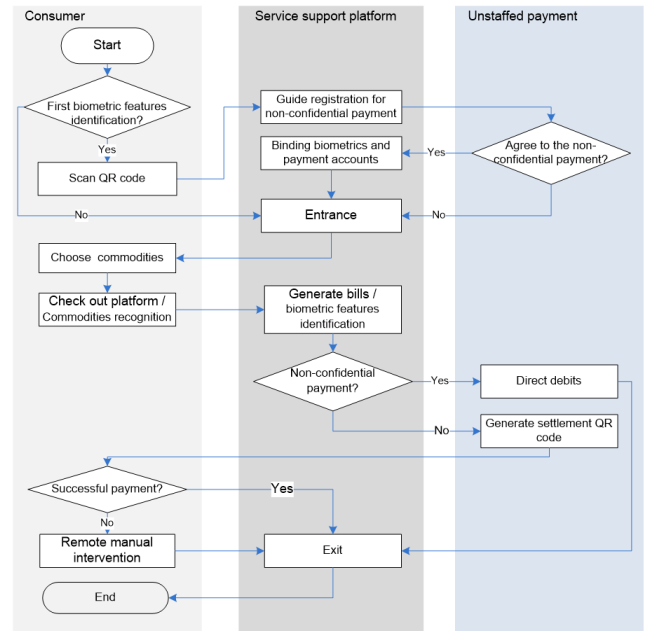 Consumer
Service support platform
Unstaffed payment
Start
First biometric features
identification?
Guide registration for
non-confidential payment
Yes
Scan QR code
Binding biometrics and
payment accounts
Yes
Agree to the non-
confidential payment?
No
Entrance
No
Choose commodities
Check out platform /
Commodities recognition
Generate bills /
biometric features
identification
Non-confidential
payment?
Yes
Direct debits
No
Generate settlement QR
code
Successful payment?
Yes
No
Remote manual
intervention
Exit
End